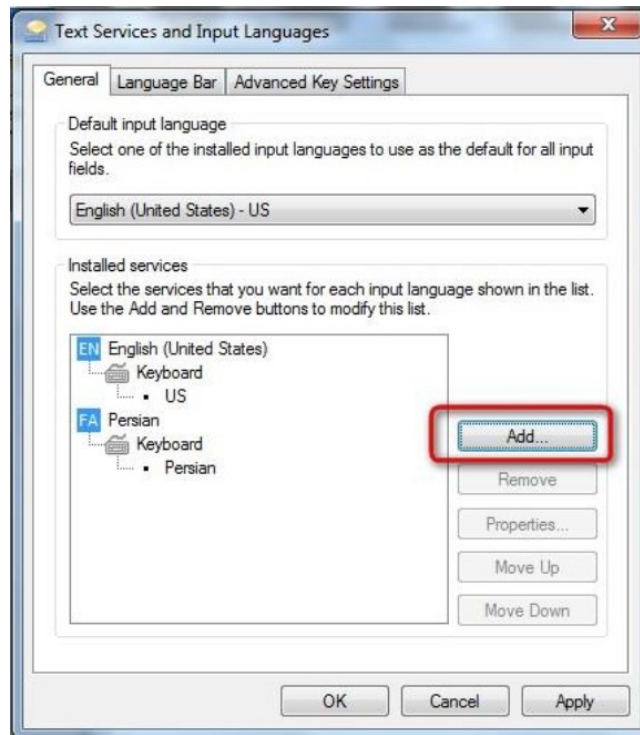 Text Services and Input Languages
General
Language Bar
Advanced Key Settings
Default input language
Select one of the installed input languages to use as the default for all input
fields.
English (United States) - US
Installed services
Select the services that you want for each input language shown in the list.
Use the Add and Remove buttons to modify this list.
EN English (United States)
Keyboard
US
FA Persian
Keyboard
Persian
Add...
Remove
Properties...
Move Up
Move Down
OK
Cancel
Apply